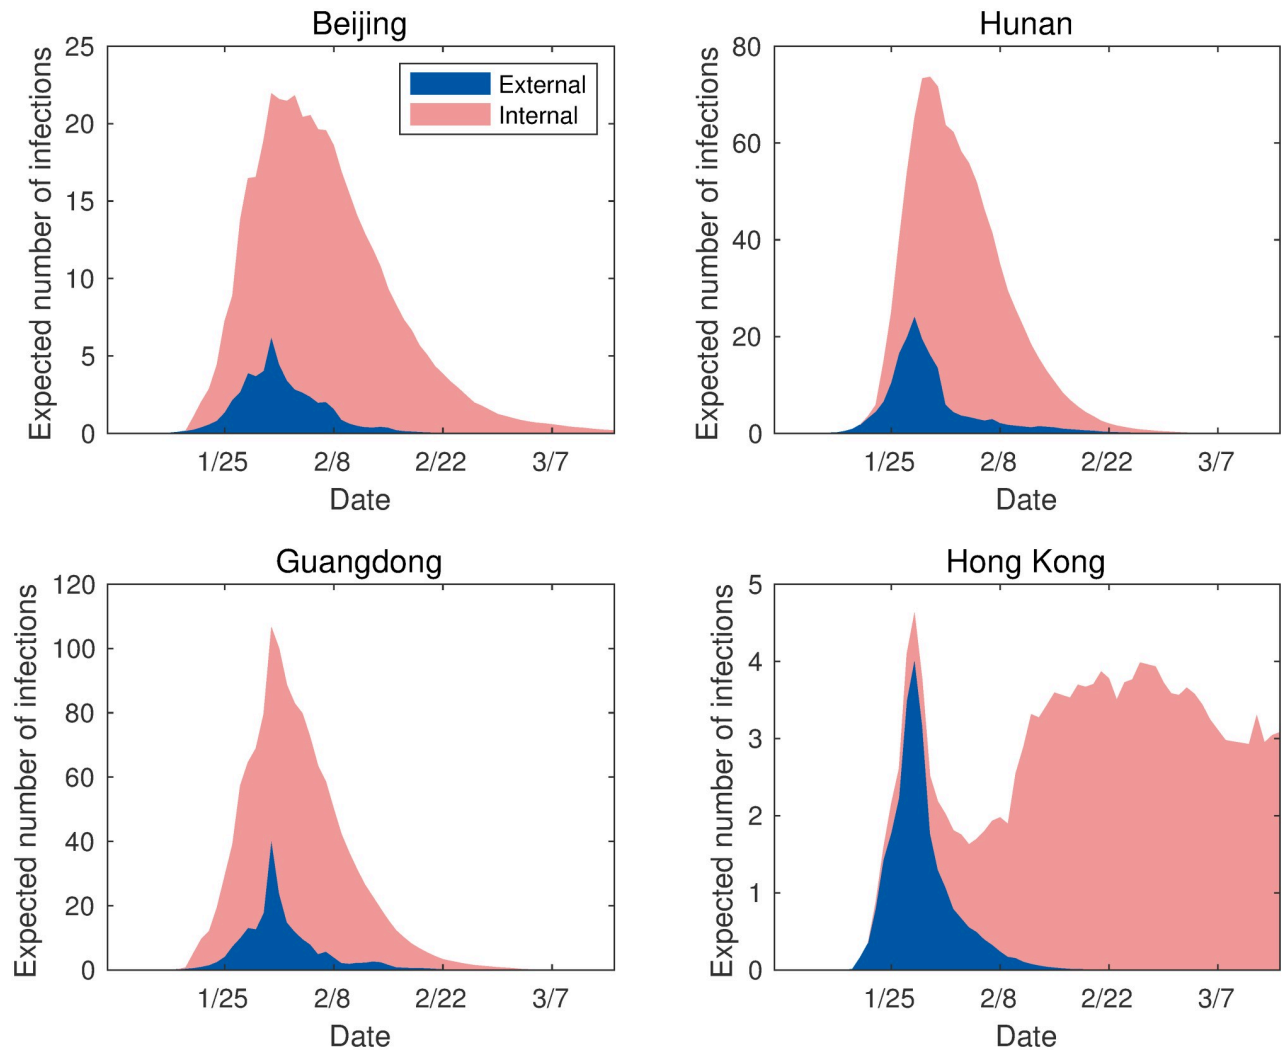 Beijing
Expected number of infections
25
20
15
10
5
0
External
Internal
1/25
2/8
2/22
3/7
Date
Hunan
Expected number of infections
80
60
40
20
0
1/25
2/8
2/22
3/7
Date
Guangdong
Expected number of infections
120
100
80
60
40
20
0
1/25
2/8
2/22
3/7
Date
Hong Kong
Expected number of infections
5
4
3
2
1
0
1/25
2/8
2/22
3/7
Date